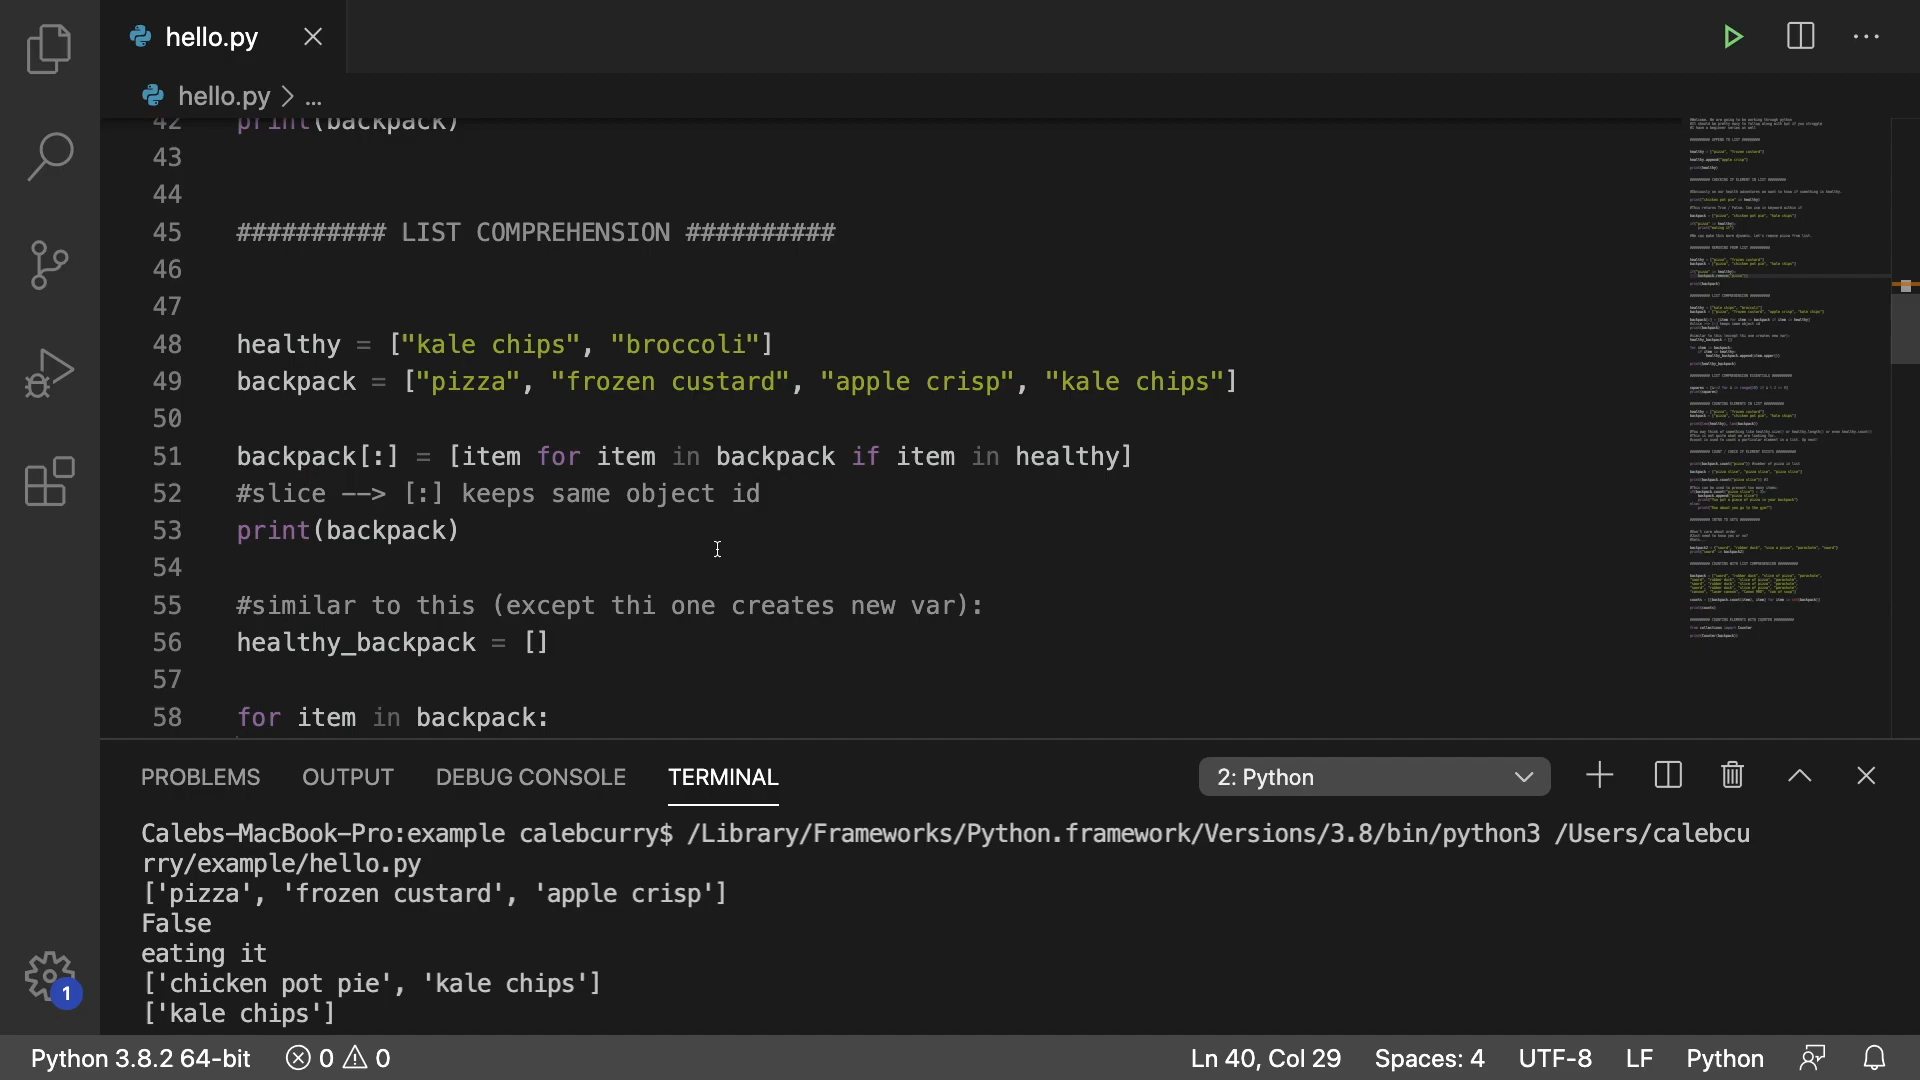 hello.py
hello.py > ...
42 print(backpack)
43
44
45 ########## LIST COMPREHENSION ##########
46
47
48 healthy = ["kale chips", "broccoli"]
49 backpack = ["pizza", "frozen custard", "apple crisp", "kale chips"]
50
51 backpack[:] = [item for item in backpack if item in healthy]
52 #slice --> [:] keeps same object id
53 print(backpack)
54
55 #similar to this (except thi one creates new var):
56 healthy_backpack = []
57
58 for item in backpack:
PROBLEMS OUTPUT DEBUG CONSOLE TERMINAL 2: Python
Calebs-MacBook-Pro:example calebcurry$ /Library/Frameworks/Python.framework/Versions/3.8/bin/python3 /Users/calebcu
rry/example/hello.py
['pizza', 'frozen custard', 'apple crisp']
False
eating it
['chicken pot pie', 'kale chips']
['kale chips']
1
Python 3.8.2 64-bit 0 0 Ln 40, Col 29 Spaces: 4 UTF-8 LF Python